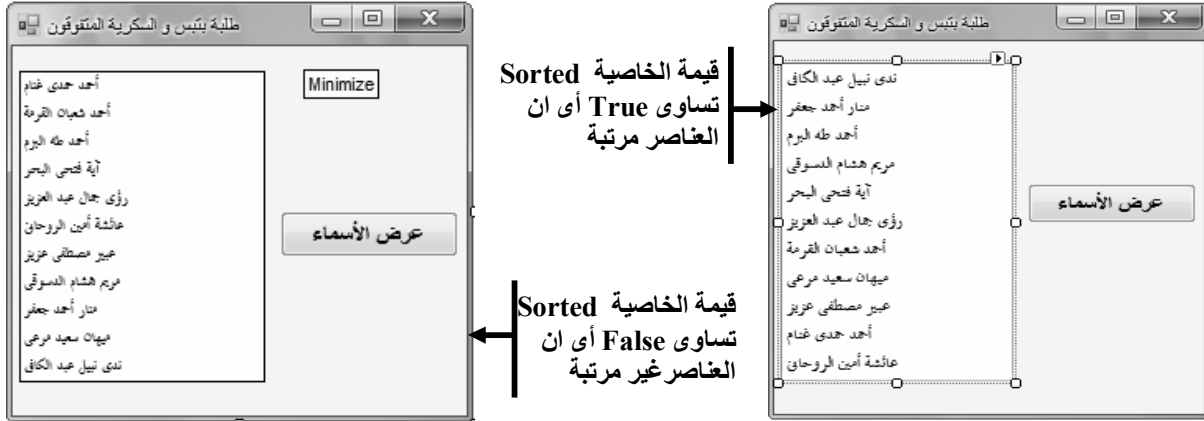 طلبة بتبس و السكرية المتفوقون
Minimize
أحمد حمدى غنام
أحمد شعبان القرمة
أحمد طه البرم
آية فتحى البحر
رؤى جمال عبد العزيز
عائشة أمين الروحانى
عبير مصطفى عزيز
مريم هشام الدسوقى
منار أحمد جعفر
ميهان سعيد مرعى
ندى نبيل عبد الكافى
عرض الأسماء
قيمة الخاصية Sorted
تساوى True أى ان
العناصر مرتبة
قيمة الخاصية Sorted
تساوى False أى ان
العناصرغير مرتبة
طلبة بتبس و السكرية المتفوقون
ندى نبيل عبد الكافى
منار أحمد جعفر
أحمد طه البرم
مريم هشام الدسوقى
آية فتحى البحر
رؤى جمال عبد العزيز
أحمد شعبان القرمة
ميهان سعيد مرعى
عبير مصطفى عزيز
أحمد حمدى غنام
عائشة أمين الروحانى
عرض الأسماء